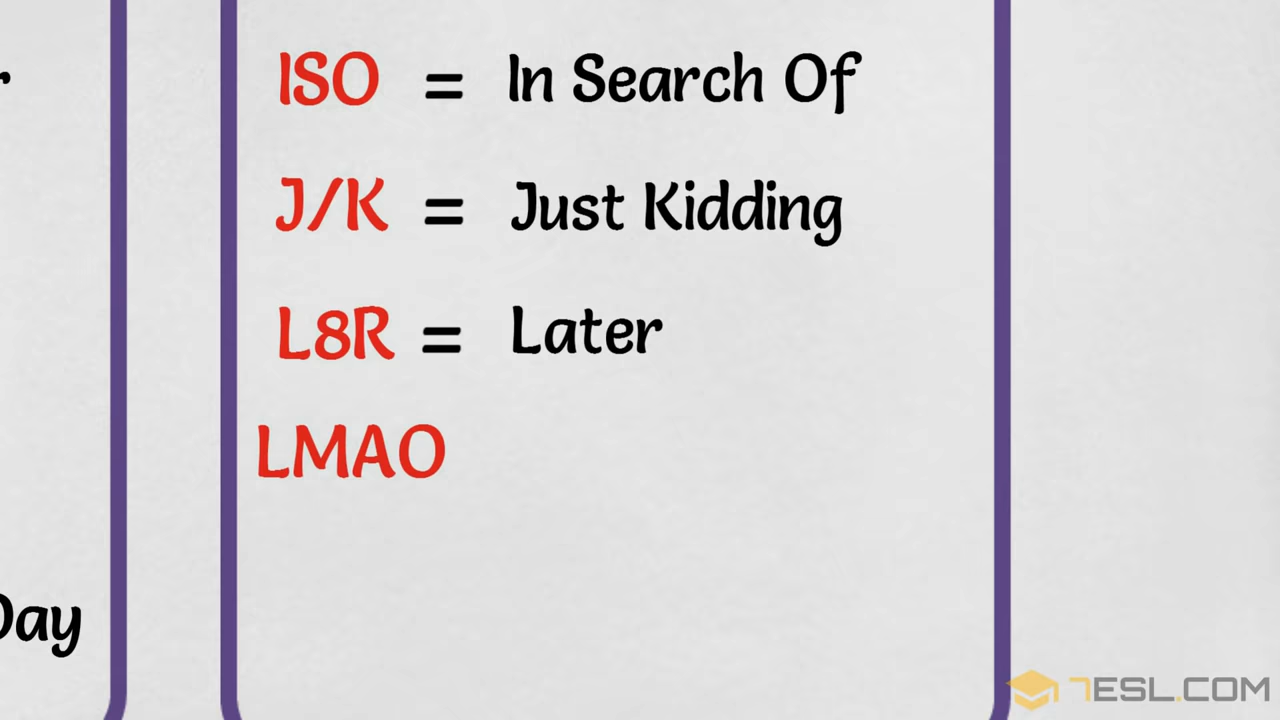 ISO = In Search Of
J/K = Just Kidding
L8R = Later
LMAO
Day
7ESL.COM